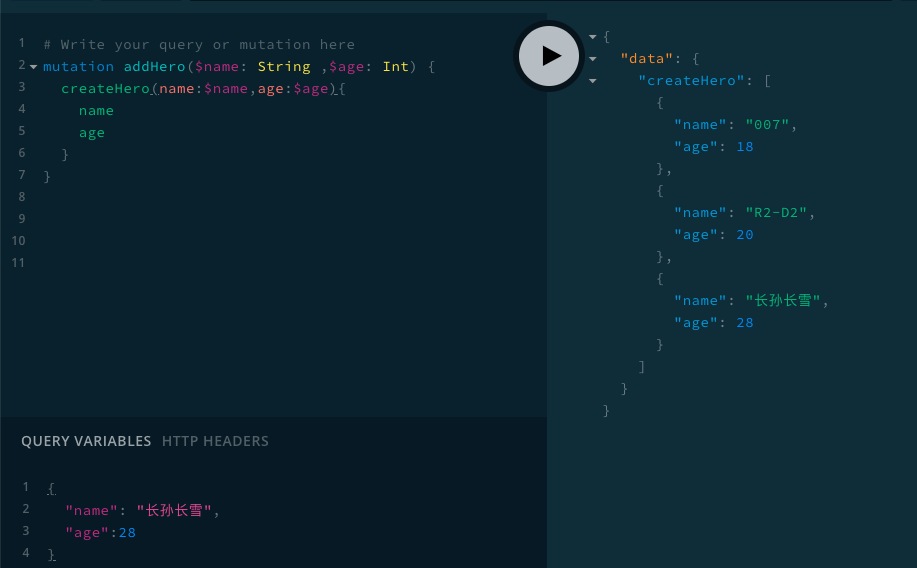 1 # Write your query or mutation here
2 mutation addHero($name: String ,$age: Int) {
3 createHero(name:$name,age:$age){
4 name
5 age
6 }
7 }
8
9
10
11
{
"data": {
"createHero": [
{
"name": "007",
"age": 18
},
{
"name": "R2-D2",
"age": 20
},
{
"name": "长孙长雪",
"age": 28
}
]
}
}
QUERY VARIABLES HTTP HEADERS
1 {
2 "name": "长孙长雪",
3 "age":28
4 }